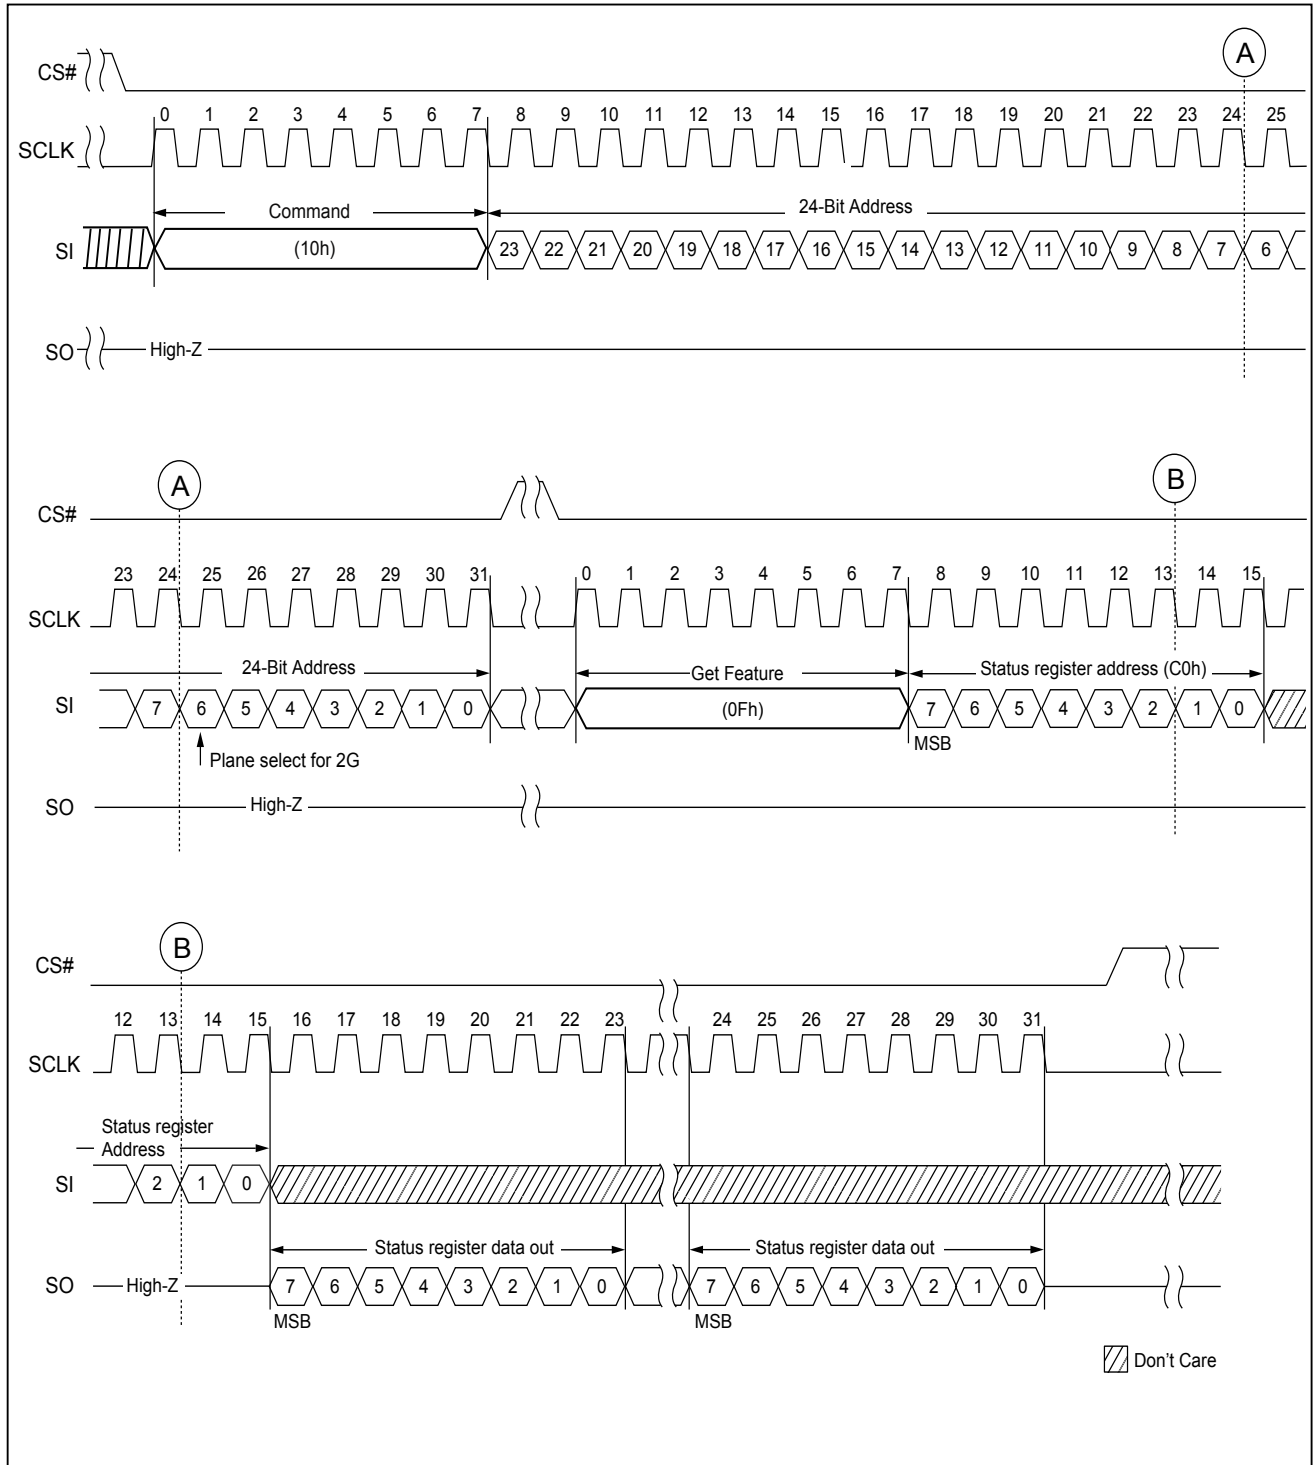 A
CS#
0 1 2 3 4 5 6 7 8 9 10 11 12 13 14 15 16 17 18 19 20 21 22 23 24 25
SCLK
Command 24-Bit Address
SI (10h) 23 22 21 20 19 18 17 16 15 14 13 12 11 10 9 8 7 6
SO High-Z
A B
CS#
23 24 25 26 27 28 29 30 31 0 1 2 3 4 5 6 7 8 9 10 11 12 13 14 15
SCLK
24-Bit Address Get Feature Status register address (C0h)
SI 7 6 5 4 3 2 1 0 (0Fh) 7 6 5 4 3 2 1 0
MSB
Plane select for 2G
SO High-Z
B
CS#
12 13 14 15 16 17 18 19 20 21 22 23 24 25 26 27 28 29 30 31
SCLK
Status register
Address
SI 2 1 0
Status register data out Status register data out
SO High-Z 7 6 5 4 3 2 1 0 7 6 5 4 3 2 1 0
MSB MSB
Don't Care